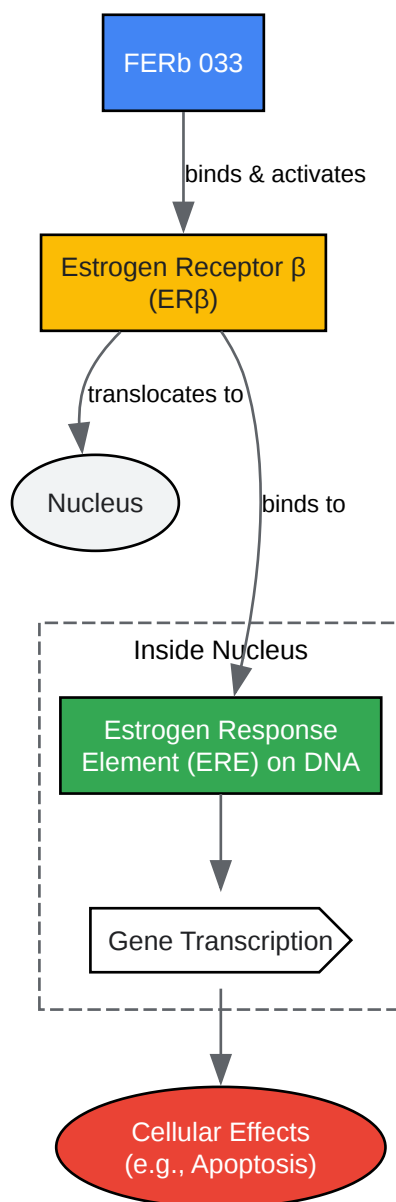 FERb 033
binds & activates
Estrogen Receptor β
(ERβ)
translocates to
Nucleus
binds to
Inside Nucleus
Estrogen Response
Element (ERE) on DNA
Gene Transcription
Cellular Effects
(e.g., Apoptosis)